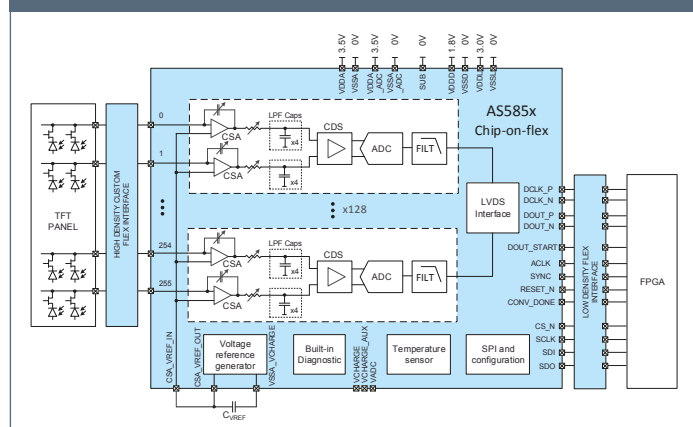 VDDA 3.5V
VSSA 0V
VDDA_ADC 3.5V
VSSA_ADC 0V
SUB 0V
VDDD 1.8V
VSSD 0V
VDDL 3.0V
VSSL 0V
AS585x
Chip-on-flex
TFT
PANEL
HIGH DENSITY CUSTOM
FLEX INTERFACE
0
1
254
255
CSA
LPF Caps
x4
CDS
ADC
FILT
CSA
x4
x128
LVDS
Interface
CSA
LPF Caps
x4
CDS
ADC
FILT
CSA
x4
DCLK_P
DCLK_N
DOUT_P
DOUT_N
DOUT_START
ACLK
SYNC
RESET_N
CONV_DONE
CS_N
SCLK
SDI
SDO
LOW DENSITY FLEX
INTERFACE
FPGA
CSA_VREF_IN
CSA_VREF_OUT
VSSA_VCHARGE
Voltage
reference
generator
Built-in
Diagnostic
Temperature
sensor
SPI and
configuration
VCHARGE
VCHARGE_AUX
VADC
CVREF